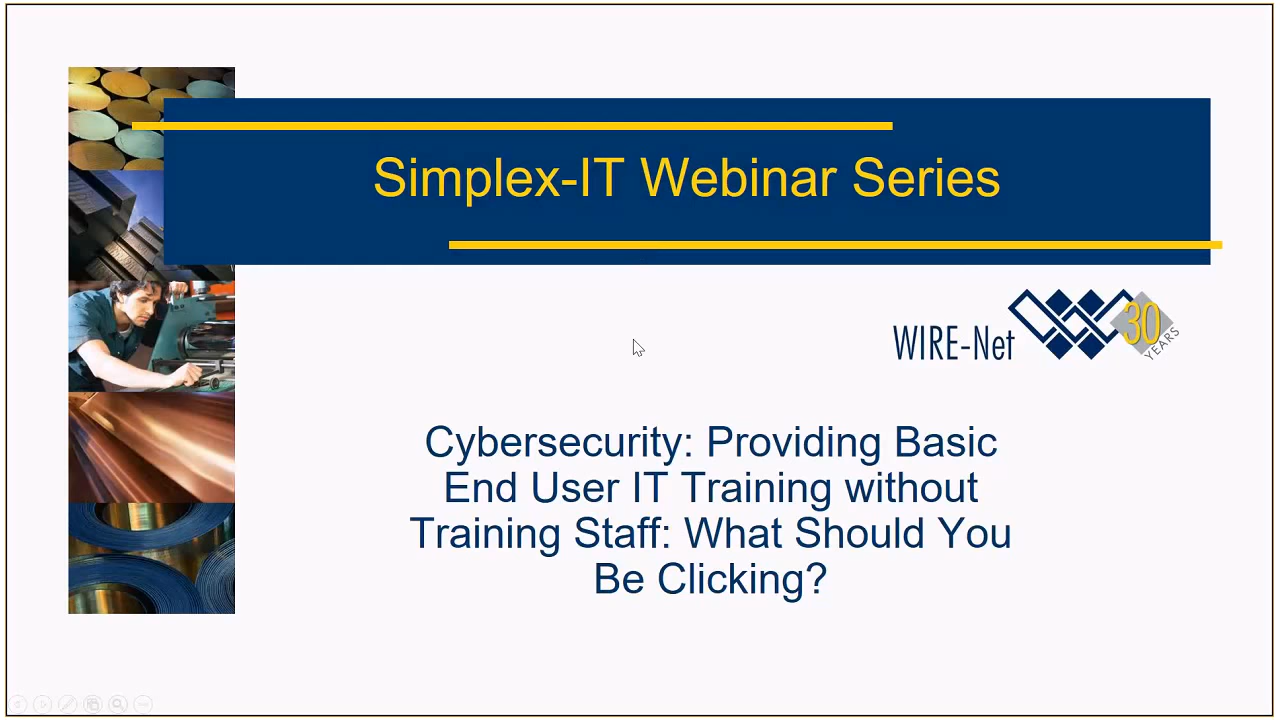 Simplex-IT Webinar Series
WIRE-Net
30
YEARS
Cybersecurity: Providing Basic
End User IT Training without
Training Staff: What Should You
Be Clicking?